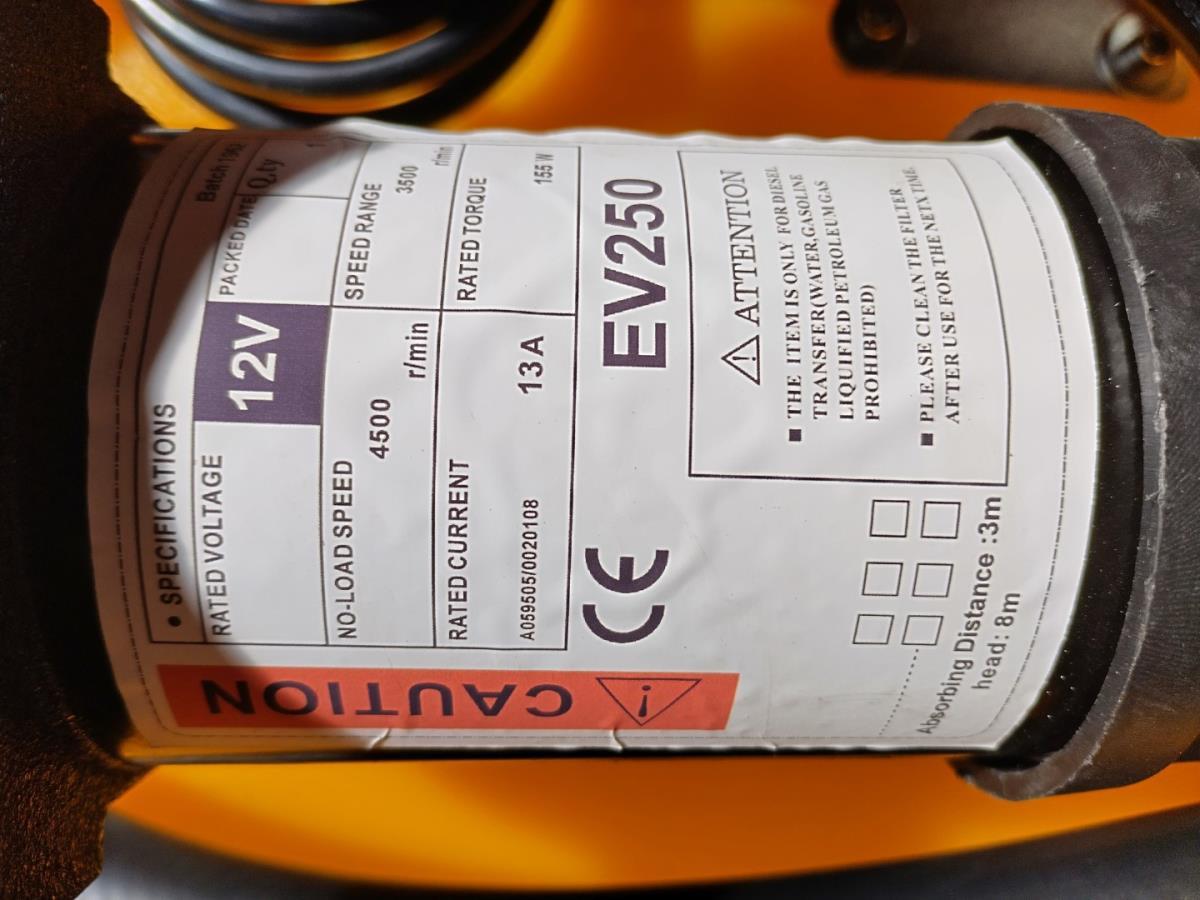 SPECIFICATIONS
Batch
RATED VOLTAGE 12V PACKED DATE Q.ty
NO-LOAD SPEED SPEED RANGE
4500 r/min 3500 r/min
RATED CURRENT RATED TORQUE
A059505/0020108 13A 155W
CE EV250
CAUTION
ATTENTION
■ THE ITEM IS ONLY FOR DIESEL
TRANSFER(WATER,GASOLINE
LIQUIFIED PETROLEUM GAS
PROHIBITED)
■ PLEASE CLEAN THE FILTER
AFTER USE FOR THE NETX TIME.
Absorbing Distance :3m
head: 8m